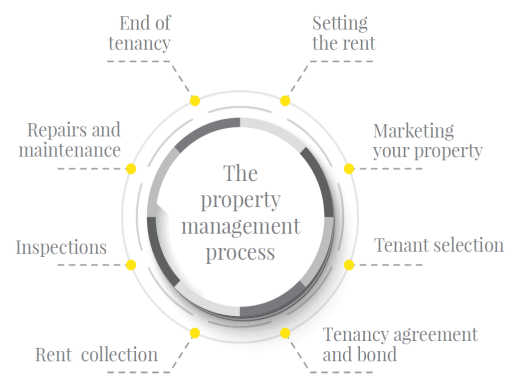 End of
tenancy
Setting
the rent
Repairs and
maintenance
Marketing
your property
The
property
management
process
Inspections
Tenant selection
Rent collection
Tenancy agreement
and bond